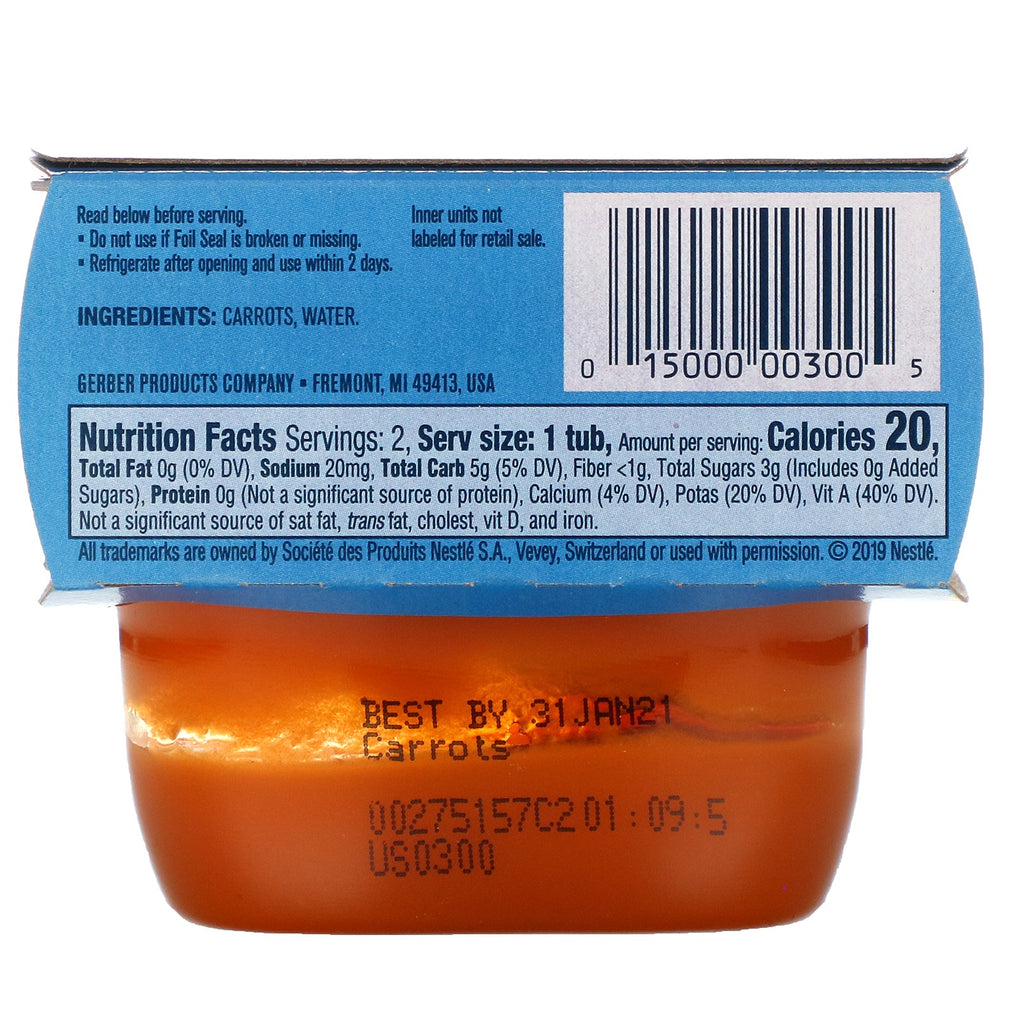 Read below before serving.
▪ Do not use if Foil Seal is broken or missing.
▪ Refrigerate after opening and use within 2 days.
Inner units not
labeled for retail sale.
INGREDIENTS: CARROTS, WATER.
GERBER PRODUCTS COMPANY ▪ FREMONT, MI 49413, USA
0 15000 00300 5
Nutrition Facts Servings: 2, Serv size: 1 tub, Amount per serving: Calories 20,
Total Fat 0g (0% DV), Sodium 20mg, Total Carb 5g (5% DV), Fiber <1g, Total Sugars 3g (Includes 0g Added
Sugars), Protein 0g (Not a significant source of protein), Calcium (4% DV), Potas (20% DV), Vit A (40% DV).
Not a significant source of sat fat, trans fat, cholest, vit D, and iron.
All trademarks are owned by Société des Produits Nestlé S.A., Vevey, Switzerland or used with permission. © 2019 Nestlé.
BEST BY 31JAN21
Carrots
00275157C201:09:5
US0300